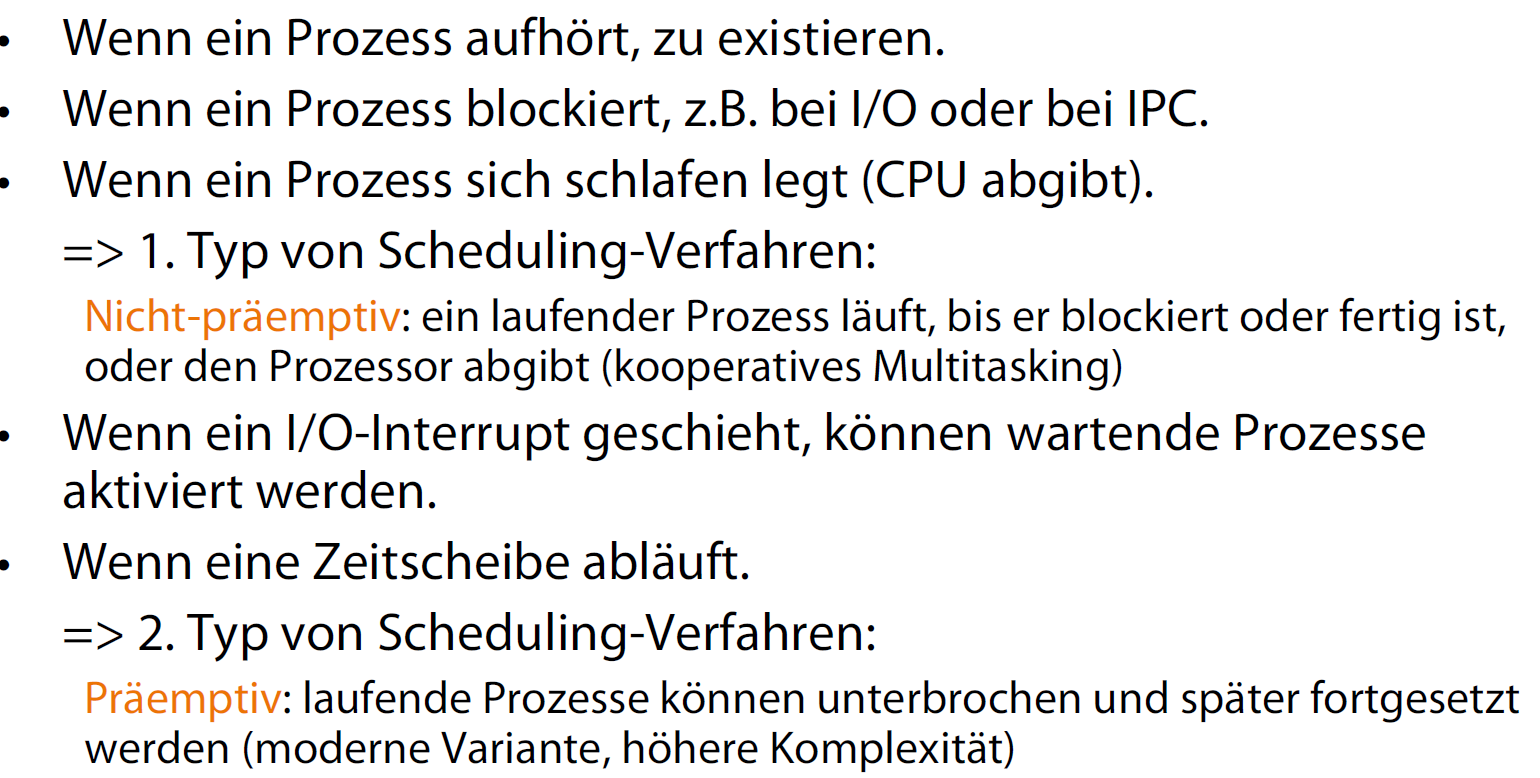 • Wenn ein Prozess aufhört, zu existieren.
• Wenn ein Prozess blockiert, z.B. bei I/O oder bei IPC.
• Wenn ein Prozess sich schlafen legt (CPU abgibt).
=> 1. Typ von Scheduling-Verfahren:
Nicht-präemptiv: ein laufender Prozess läuft, bis er blockiert oder fertig ist,
oder den Prozessor abgibt (kooperatives Multitasking)
• Wenn ein I/O-Interrupt geschieht, können wartende Prozesse
aktiviert werden.
• Wenn eine Zeitscheibe abläuft.
=> 2. Typ von Scheduling-Verfahren:
Präemptiv: laufende Prozesse können unterbrochen und später fortgesetzt
werden (moderne Variante, höhere Komplexität)